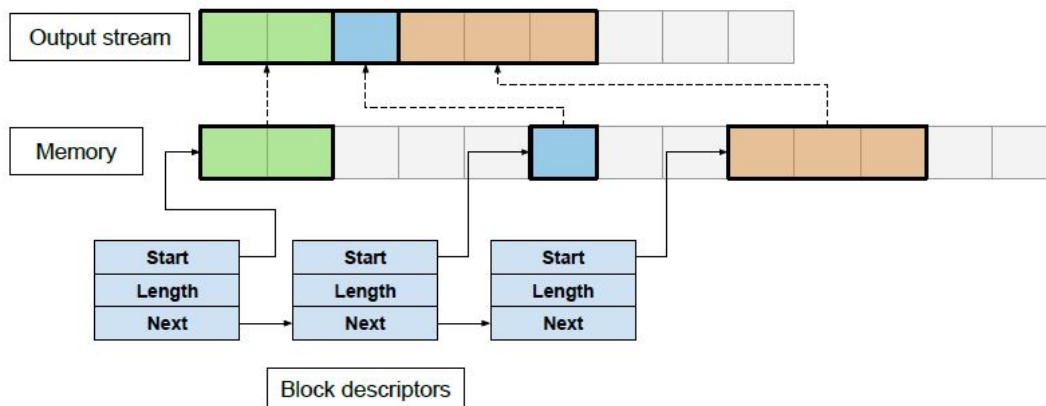 Output stream
Memory
Start
Length
Next
Start
Length
Next
Start
Length
Next
Block descriptors